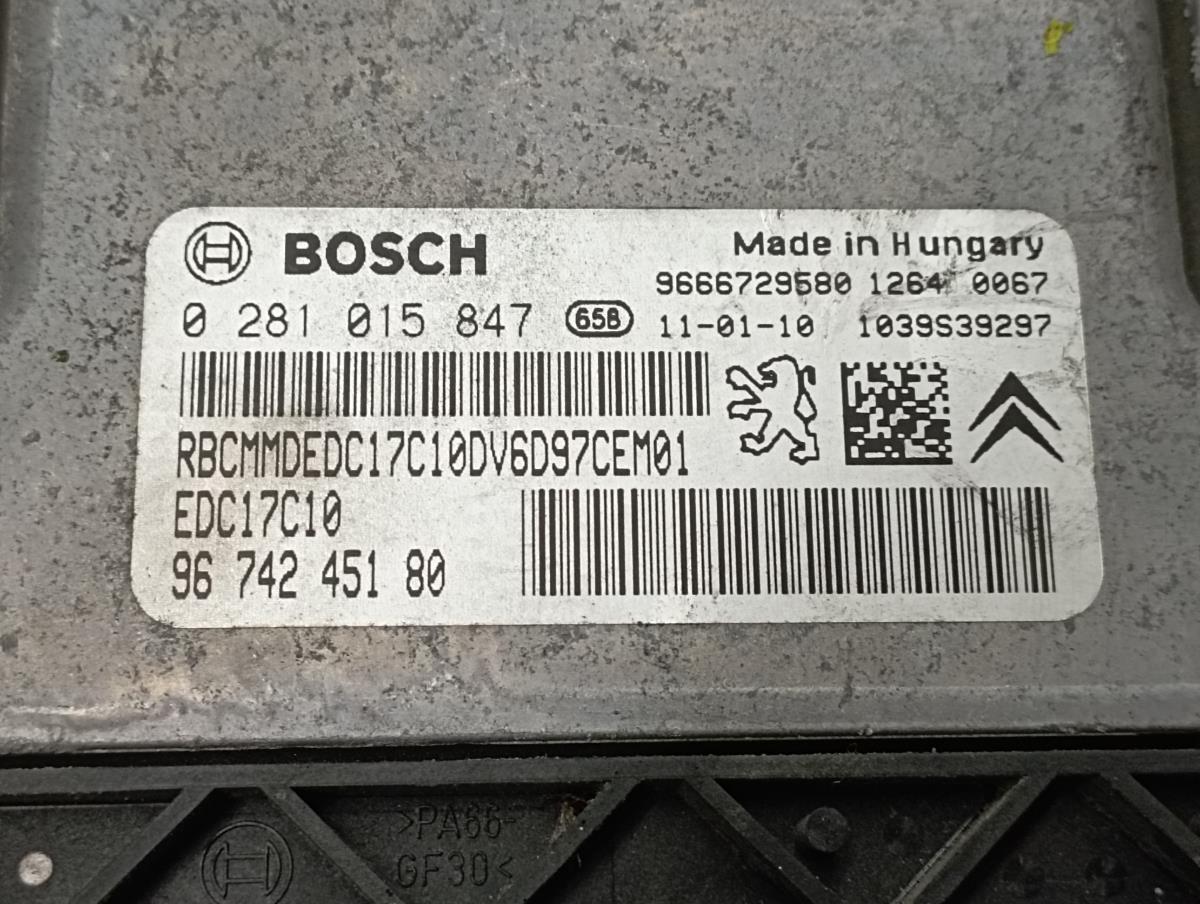 BOSCH
Made in Hungary
9666729580 1264 0067
0 281 015 847 65B 11-01-10 1039S39297
RBCMMDEDC17C10DV6D97CEM01
EDC17C10
96 742 451 80
>PA66-
GF30<